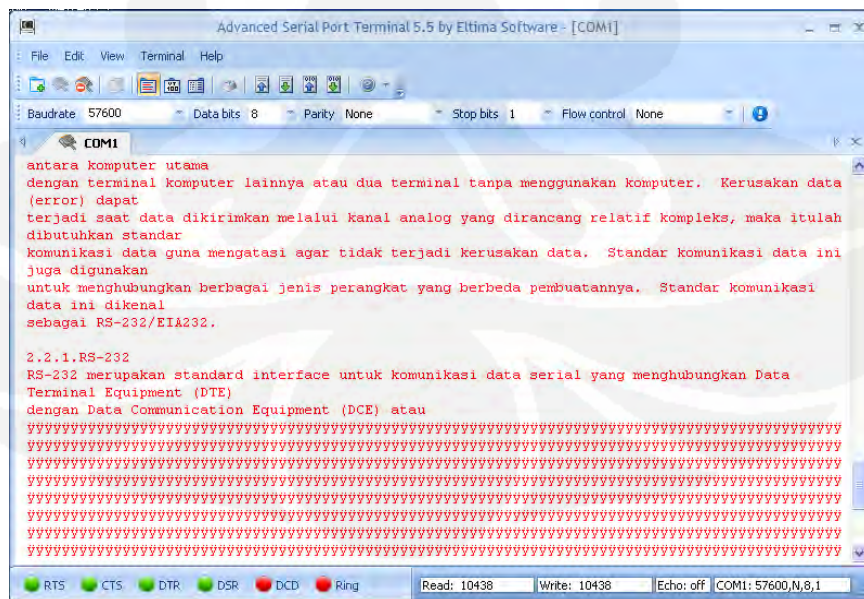 Advanced Serial Port Terminal 5.5 by Eltima Software - [COM1]
File Edit View Terminal Help
Baudrate 57600 Data bits 8 Parity None Stop bits 1 Flow control None
COM1
antara komputer utama
dengan terminal komputer lainnya atau dua terminal tanpa menggunakan komputer.  Kerusakan data
(error) dapat
terjadi saat data dikirimkan melalui kanal analog yang dirancang relatif kompleks, maka itulah
dibutuhkan standar
komunikasi data guna mengatasi agar tidak terjadi kerusakan data.  Standar komunikasi data ini
juga digunakan
untuk menghubungkan berbagai jenis perangkat yang berbeda pembuatannya.  Standar komunikasi
data ini dikenal
sebagai RS-232/EIA232.
2.2.1.RS-232
RS-232 merupakan standard interface untuk komunikasi data serial yang menghubungkan Data
Terminal Equipment (DTE)
dengan Data Communication Equipment (DCE) atau
RTS CTS DTR DSR DCD Ring Read: 10438 Write: 10438 Echo: off COM1: 57600,N,8,1